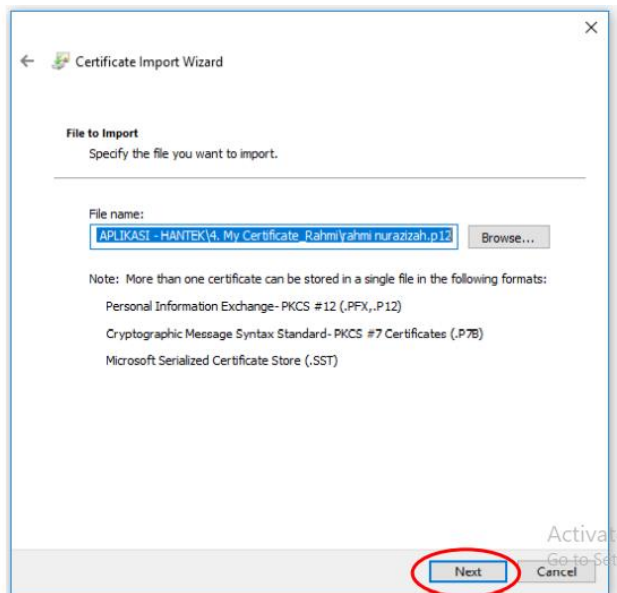 Certificate Import Wizard
File to Import
Specify the file you want to import.
File name:
APLIKASI - HANTEK\4. My Certificate_Rahmi\rahmi nurazizah.p12
Browse...
Note: More than one certificate can be stored in a single file in the following formats:
Personal Information Exchange- PKCS #12 (.PFX,.P12)
Cryptographic Message Syntax Standard- PKCS #7 Certificates (.P7B)
Microsoft Serialized Certificate Store (.SST)
Activat
Go to Set
Next
Cancel